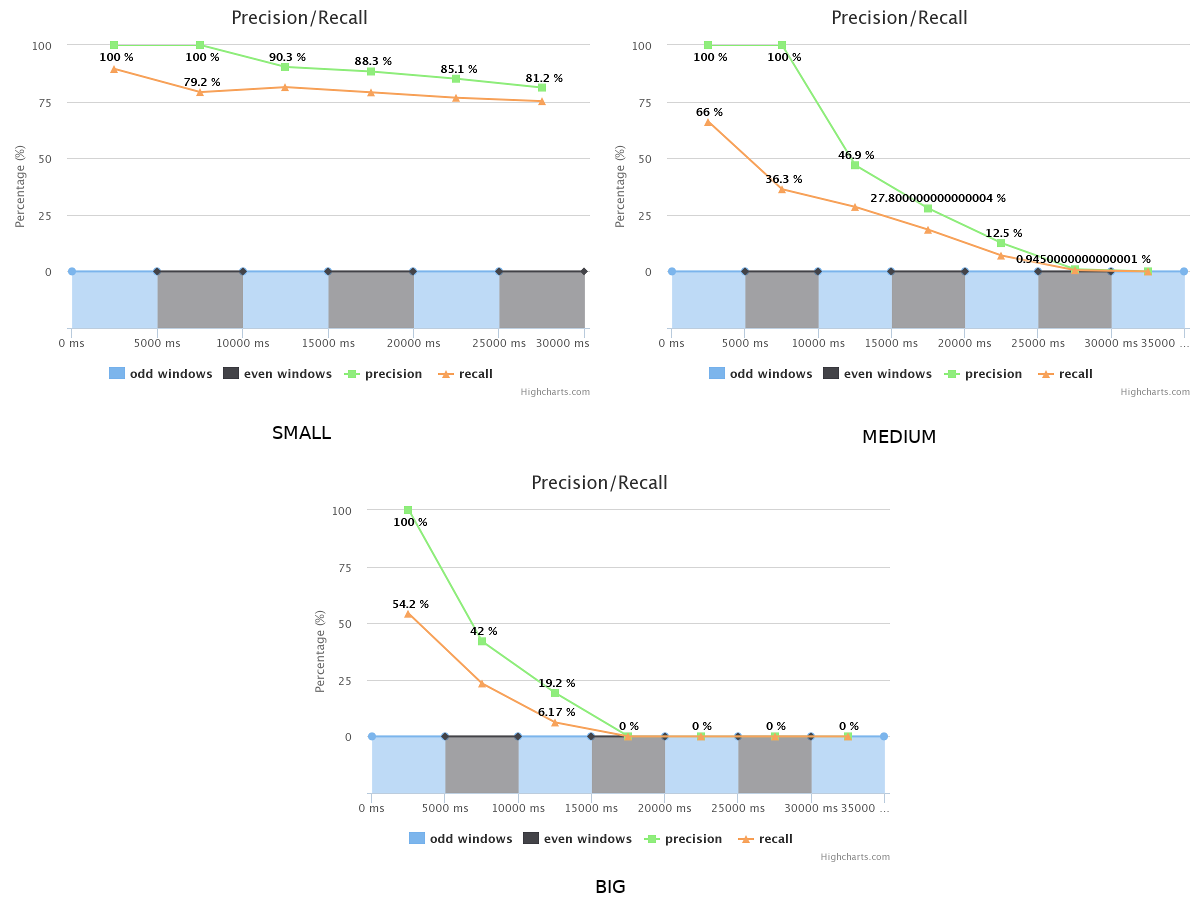 Precision/Recall
100
100 %
100 %
90.3 %
88.3 %
85.1 %
81.2 %
79.2 %
75
50
25
0
Percentage (%)
0 ms
5000 ms
10000 ms
15000 ms
20000 ms
25000 ms
30000 ms
odd windows
even windows
precision
recall
Highcharts.com
SMALL
Precision/Recall
100
100 %
100 %
75
66 %
50
46.9 %
36.3 %
27.800000000000004 %
25
12.5 %
0.9450000000000001 %
0
Percentage (%)
0 ms
5000 ms
10000 ms
15000 ms
20000 ms
25000 ms
30000 ms
35000 ...
odd windows
even windows
precision
recall
Highcharts.com
MEDIUM
Precision/Recall
100
100 %
75
54.2 %
50
42 %
25
19.2 %
6.17 %
0 %
0 %
0 %
0 %
0
Percentage (%)
0 ms
5000 ms
10000 ms
15000 ms
20000 ms
25000 ms
30000 ms
35000 ...
odd windows
even windows
precision
recall
Highcharts.com
BIG